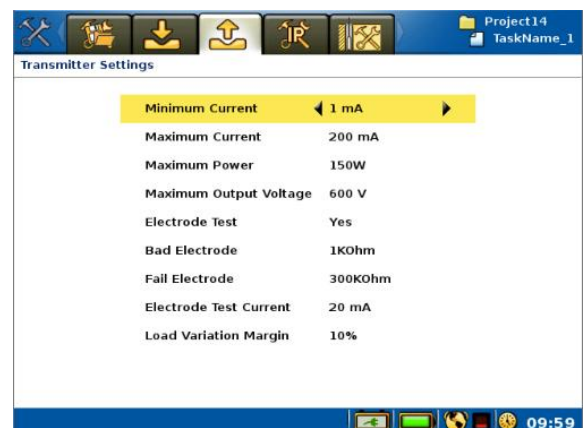 Project14
TaskName_1
Transmitter Settings
Minimum Current 1 mA
Maximum Current 200 mA
Maximum Power 150W
Maximum Output Voltage 600 V
Electrode Test Yes
Bad Electrode 1KOhm
Fail Electrode 300KOhm
Electrode Test Current 20 mA
Load Variation Margin 10%
09:59